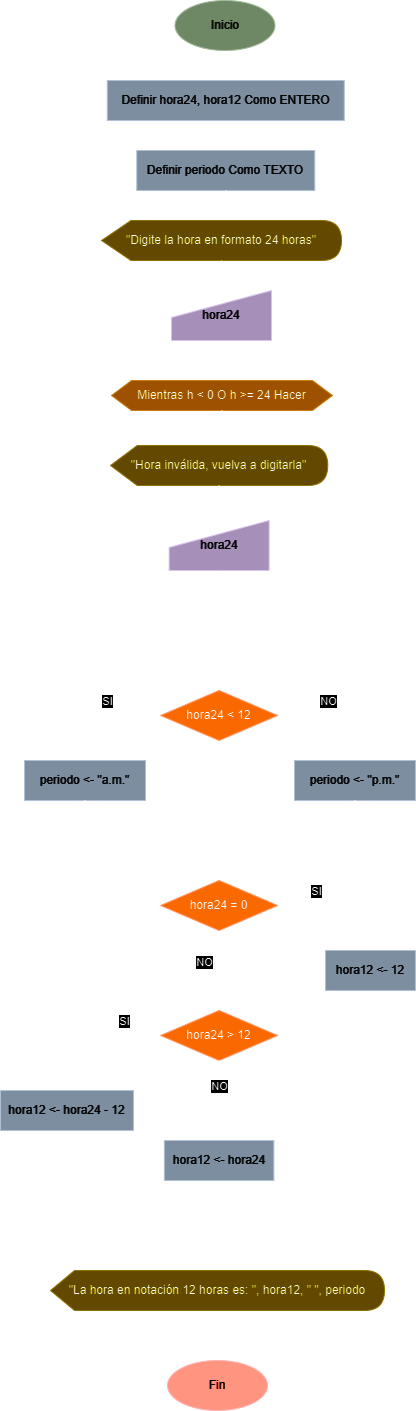 Inicio
Definir hora24, hora12 Como ENTERO
Definir periodo Como TEXTO
"Digite la hora en formato 24 horas"
hora24
Mientras h < 0 O h >= 24 Hacer
"Hora inválida, vuelva a digitarla"
hora24
SI
NO
hora24 < 12
periodo <- "a.m."
periodo <- "p.m."
SI
hora24 = 0
NO
hora12 <- 12
SI
hora24 > 12
NO
hora12 <- hora24 - 12
hora12 <- hora24
"La hora en notación 12 horas es: ", hora12, " ", periodo
Fin